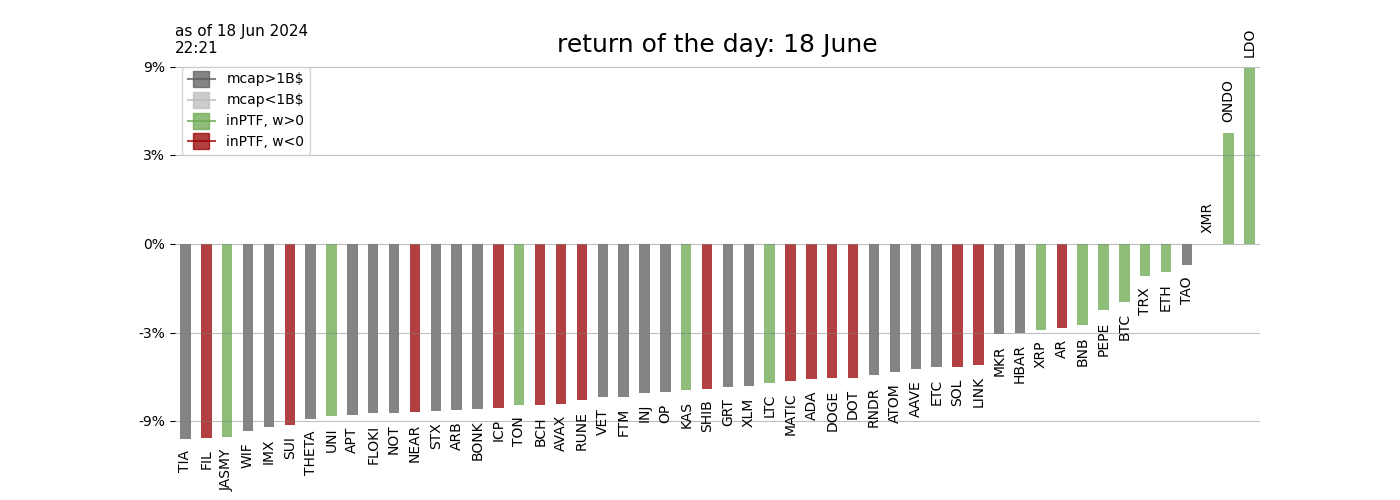 as of 18 Jun 2024
22:21
return of the day: 18 June
LDO
ONDO
XMR
9%
3%
0%
-3%
-9%
mcap>1B$
mcap<1B$
inPTF, w>0
inPTF, w<0
TIA
FIL
JASMY
WIF
IMX
SUI
THETA
UNI
APT
FLOKI
NOT
NEAR
STX
ARB
BONK
ICP
TON
BCH
AVAX
RUNE
VET
FTM
INJ
OP
KAS
SHIB
GRT
XLM
LTC
MATIC
ADA
DOGE
DOT
RNDR
ATOM
AAVE
ETC
SOL
LINK
MKR
HBAR
XRP
AR
BNB
PEPE
BTC
TRX
ETH
TAO